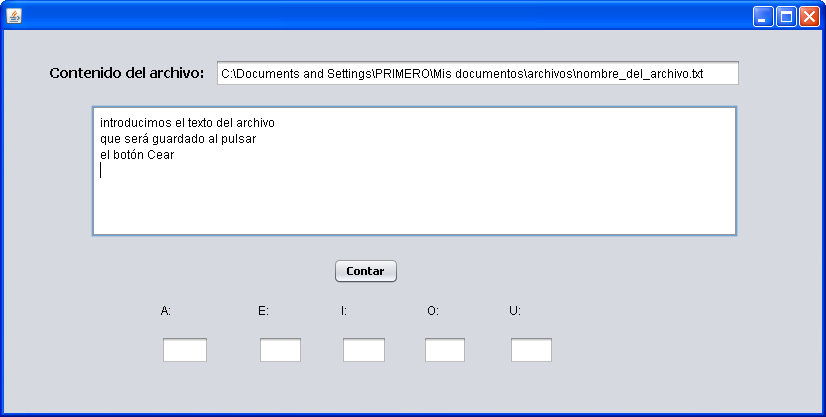 Contenido del archivo: C:\Documents and Settings\PRIMERO\Mis documentos\archivos\nombre_del_archivo.txt
introducimos el texto del archivo
que será guardado al pulsar
el botón Cear
Contar
A: E: I: O: U: